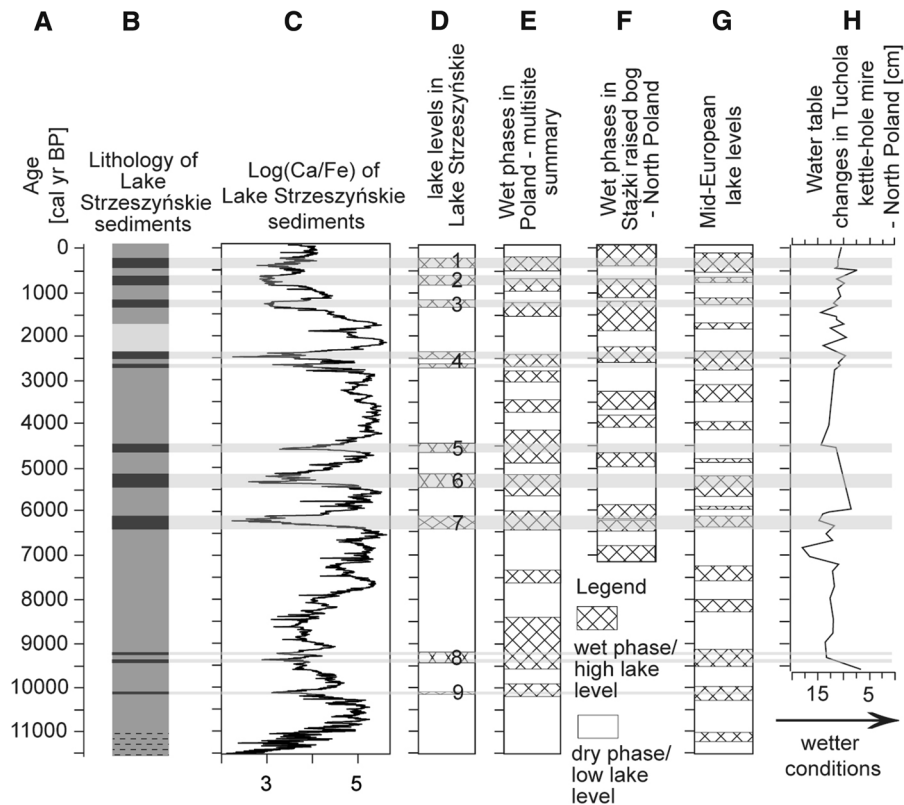 A B C D E F G H
Age
[cal yr BP]
Lithology of
Lake
Strzeszyńskie
sediments
Log(Ca/Fe) of
Lake Strzeszyńskie
sediments
lake levels in
Lake Strzeszyńskie
Wet phases in
Poland - multisite
summary
Wet phases in
Stążki raised bog
- North Poland
Mid-European
lake levels
Water table
changes in Tuchola
kettle-hole mire
- North Poland [cm]
0
1000
2000
3000
4000
5000
6000
7000
8000
9000
10000
11000
3 5
1
2
3
4
5
6
7
8
9
Legend
wet phase/
high lake
level
dry phase/
low lake
level
15 5
wetter
conditions